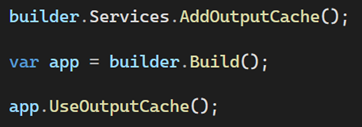 builder.Services.AddOutputCache();
var app = builder.Build();
app.UseOutputCache();